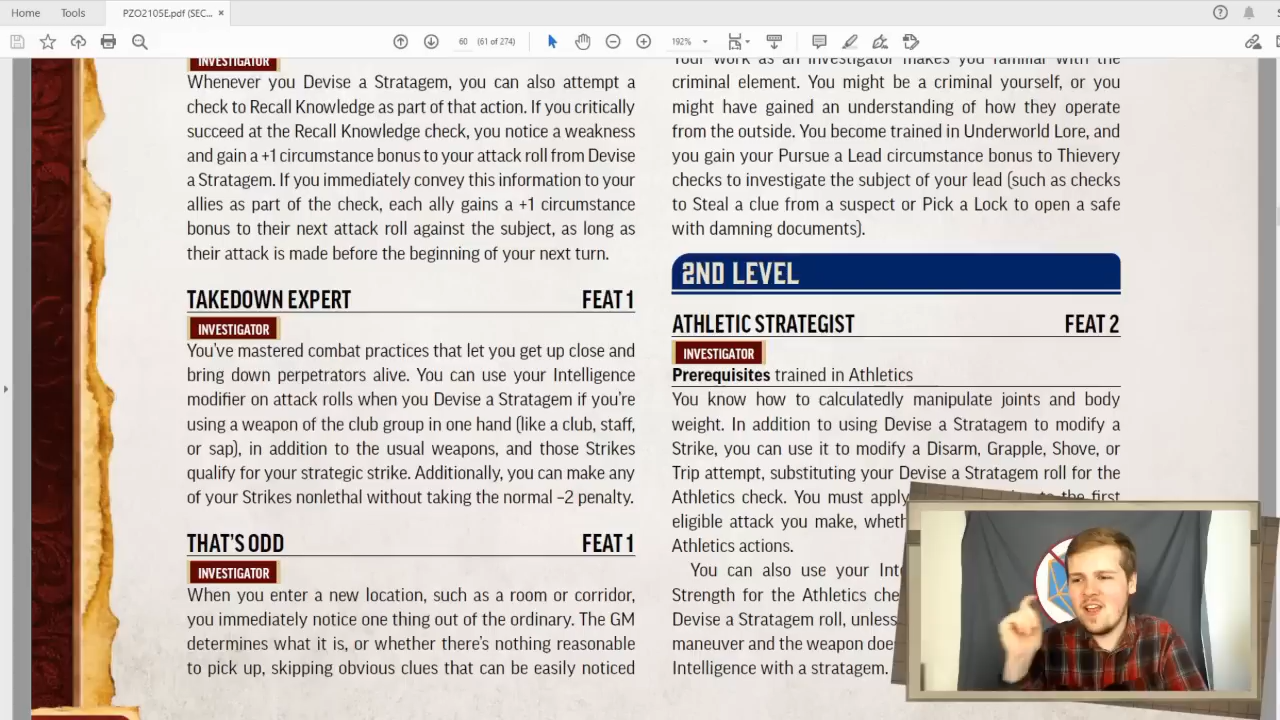 Home
Tools
PZO2105E.pdf (SEC...
60
(61 of 274)
192%
INVESTIGATOR
Whenever you Devise a Stratagem, you can also attempt a
check to Recall Knowledge as part of that action. If you critically
succeed at the Recall Knowledge check, you notice a weakness
and gain a +1 circumstance bonus to your attack roll from Devise
a Stratagem. If you immediately convey this information to your
allies as part of the check, each ally gains a +1 circumstance
bonus to their next attack roll against the subject, as long as
their attack is made before the beginning of your next turn.
TAKEDOWN EXPERT FEAT 1
INVESTIGATOR
You've mastered combat practices that let you get up close and
bring down perpetrators alive. You can use your Intelligence
modifier on attack rolls when you Devise a Stratagem if you're
using a weapon of the club group in one hand (like a club, staff,
or sap), in addition to the usual weapons, and those Strikes
qualify for your strategic strike. Additionally, you can make any
of your Strikes nonlethal without taking the normal –2 penalty.
THAT'S ODD FEAT 1
INVESTIGATOR
When you enter a new location, such as a room or corridor,
you immediately notice one thing out of the ordinary. The GM
determines what it is, or whether there's nothing reasonable
to pick up, skipping obvious clues that can be easily noticed
Your work as an investigator makes you familiar with the
criminal element. You might be a criminal yourself, or you
might have gained an understanding of how they operate
from the outside. You become trained in Underworld Lore, and
you gain your Pursue a Lead circumstance bonus to Thievery
checks to investigate the subject of your lead (such as checks
to Steal a clue from a suspect or Pick a Lock to open a safe
with damning documents).
2ND LEVEL
ATHLETIC STRATEGIST FEAT 2
INVESTIGATOR
Prerequisites trained in Athletics
You know how to calculatedly manipulate joints and body
weight. In addition to using Devise a Stratagem to modify a
Strike, you can use it to modify a Disarm, Grapple, Shove, or
Trip attempt, substituting your Devise a Stratagem roll for the
Athletics check. You must apply the first
eligible attack you make,
Athletics actions.
You can also use your
Strength for the Athletics
Devise a Stratagem roll, unless
maneuver and the weapon
Intelligence with a stratagem.